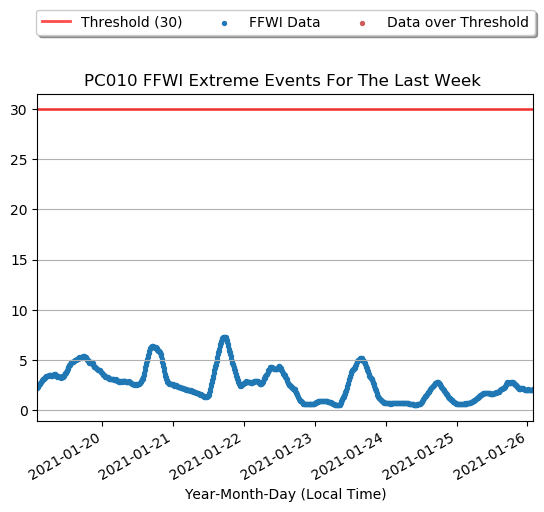 Threshold (30) FFWI Data Data over Threshold
PC010 FFWI Extreme Events For The Last Week
30
25
20
15
10
5
0
2021-01-20 2021-01-21 2021-01-22 2021-01-23 2021-01-24 2021-01-25 2021-01-26
Year-Month-Day (Local Time)